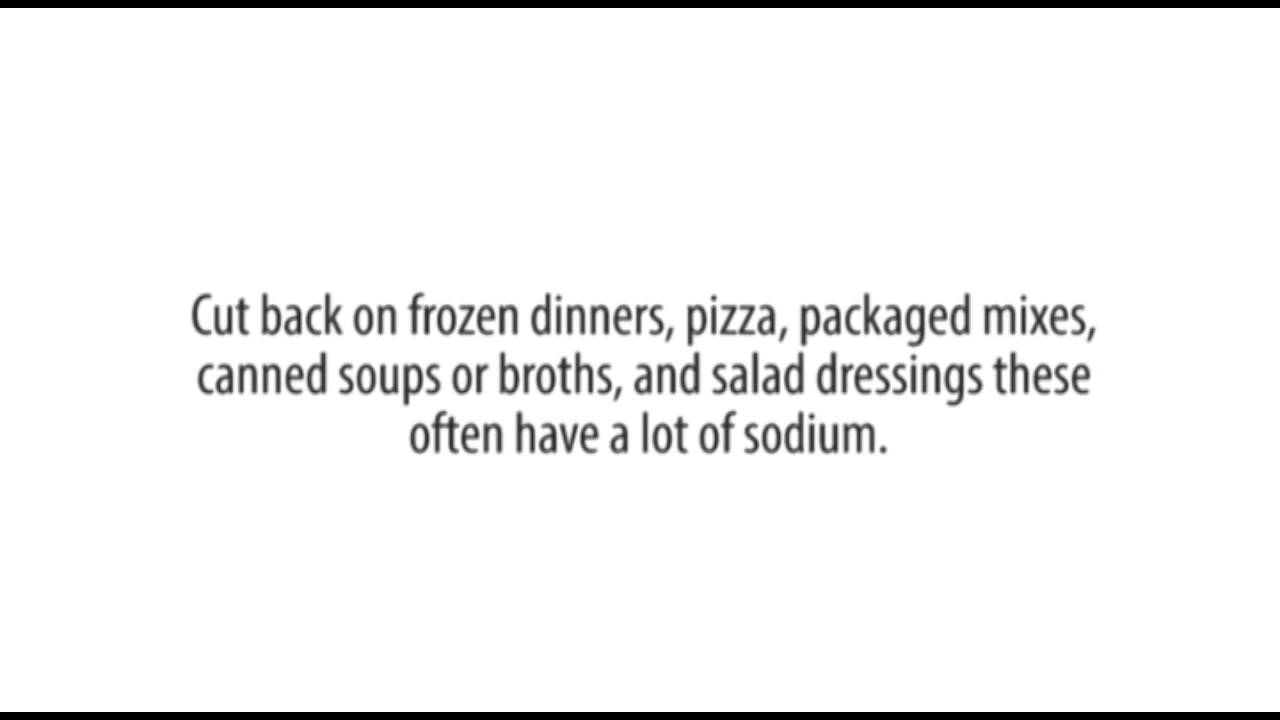 Cut back on frozen dinners, pizza, packaged mixes,
canned soups or broths, and salad dressings these
often have a lot of sodium.